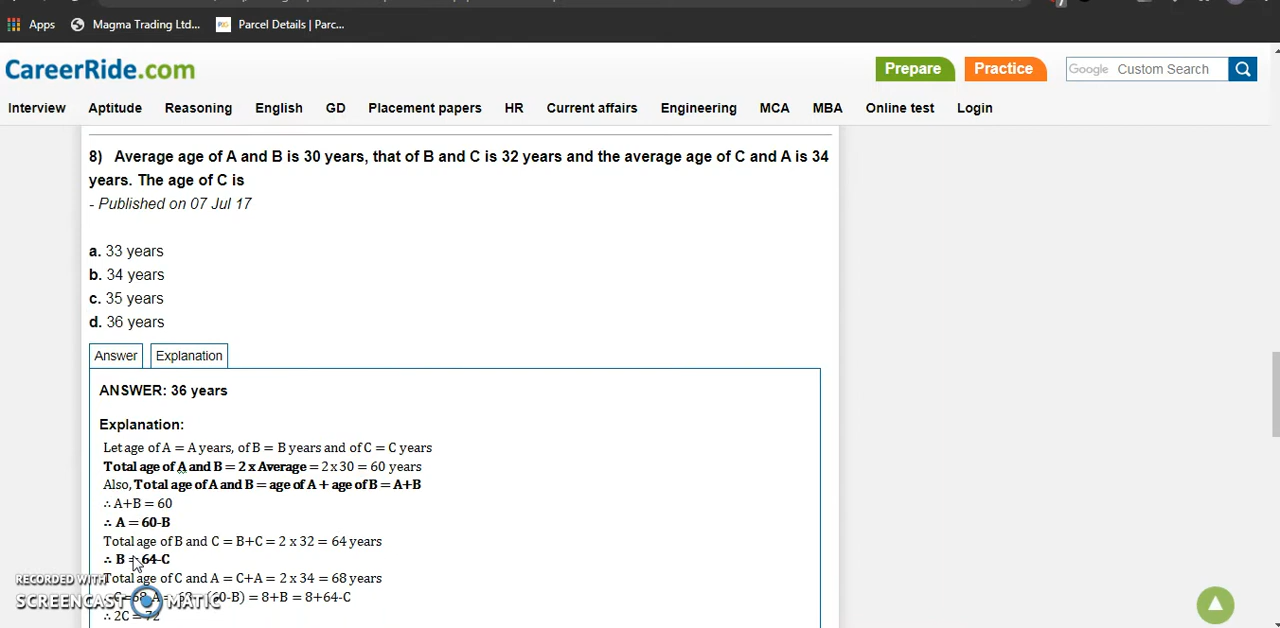 Apps Magma Trading Ltd... Parcel Details | Parc...
CareerRide.com Prepare Practice Google Custom Search
Interview Aptitude Reasoning English GD Placement papers HR Current affairs Engineering MCA MBA Online test Login
8) Average age of A and B is 30 years, that of B and C is 32 years and the average age of C and A is 34
years. The age of C is
- Published on 07 Jul 17
a. 33 years
b. 34 years
c. 35 years
d. 36 years
Answer Explanation
ANSWER: 36 years
Explanation:
Let age of A = A years, of B = B years and of C = C years
Total age of A and B = 2 x Average = 2 x 30 = 60 years
Also, Total age of A and B = age of A + age of B = A+B
∴ A+B = 60
∴ A = 60-B
Total age of B and C = B+C = 2 x 32 = 64 years
∴ B = 64-C
Total age of C and A = C+A = 2 x 34 = 68 years
(60-B) = 8+B = 8+64-C
∴ 2C = 72
RECORDED WITH
SCREENCAST MATIC